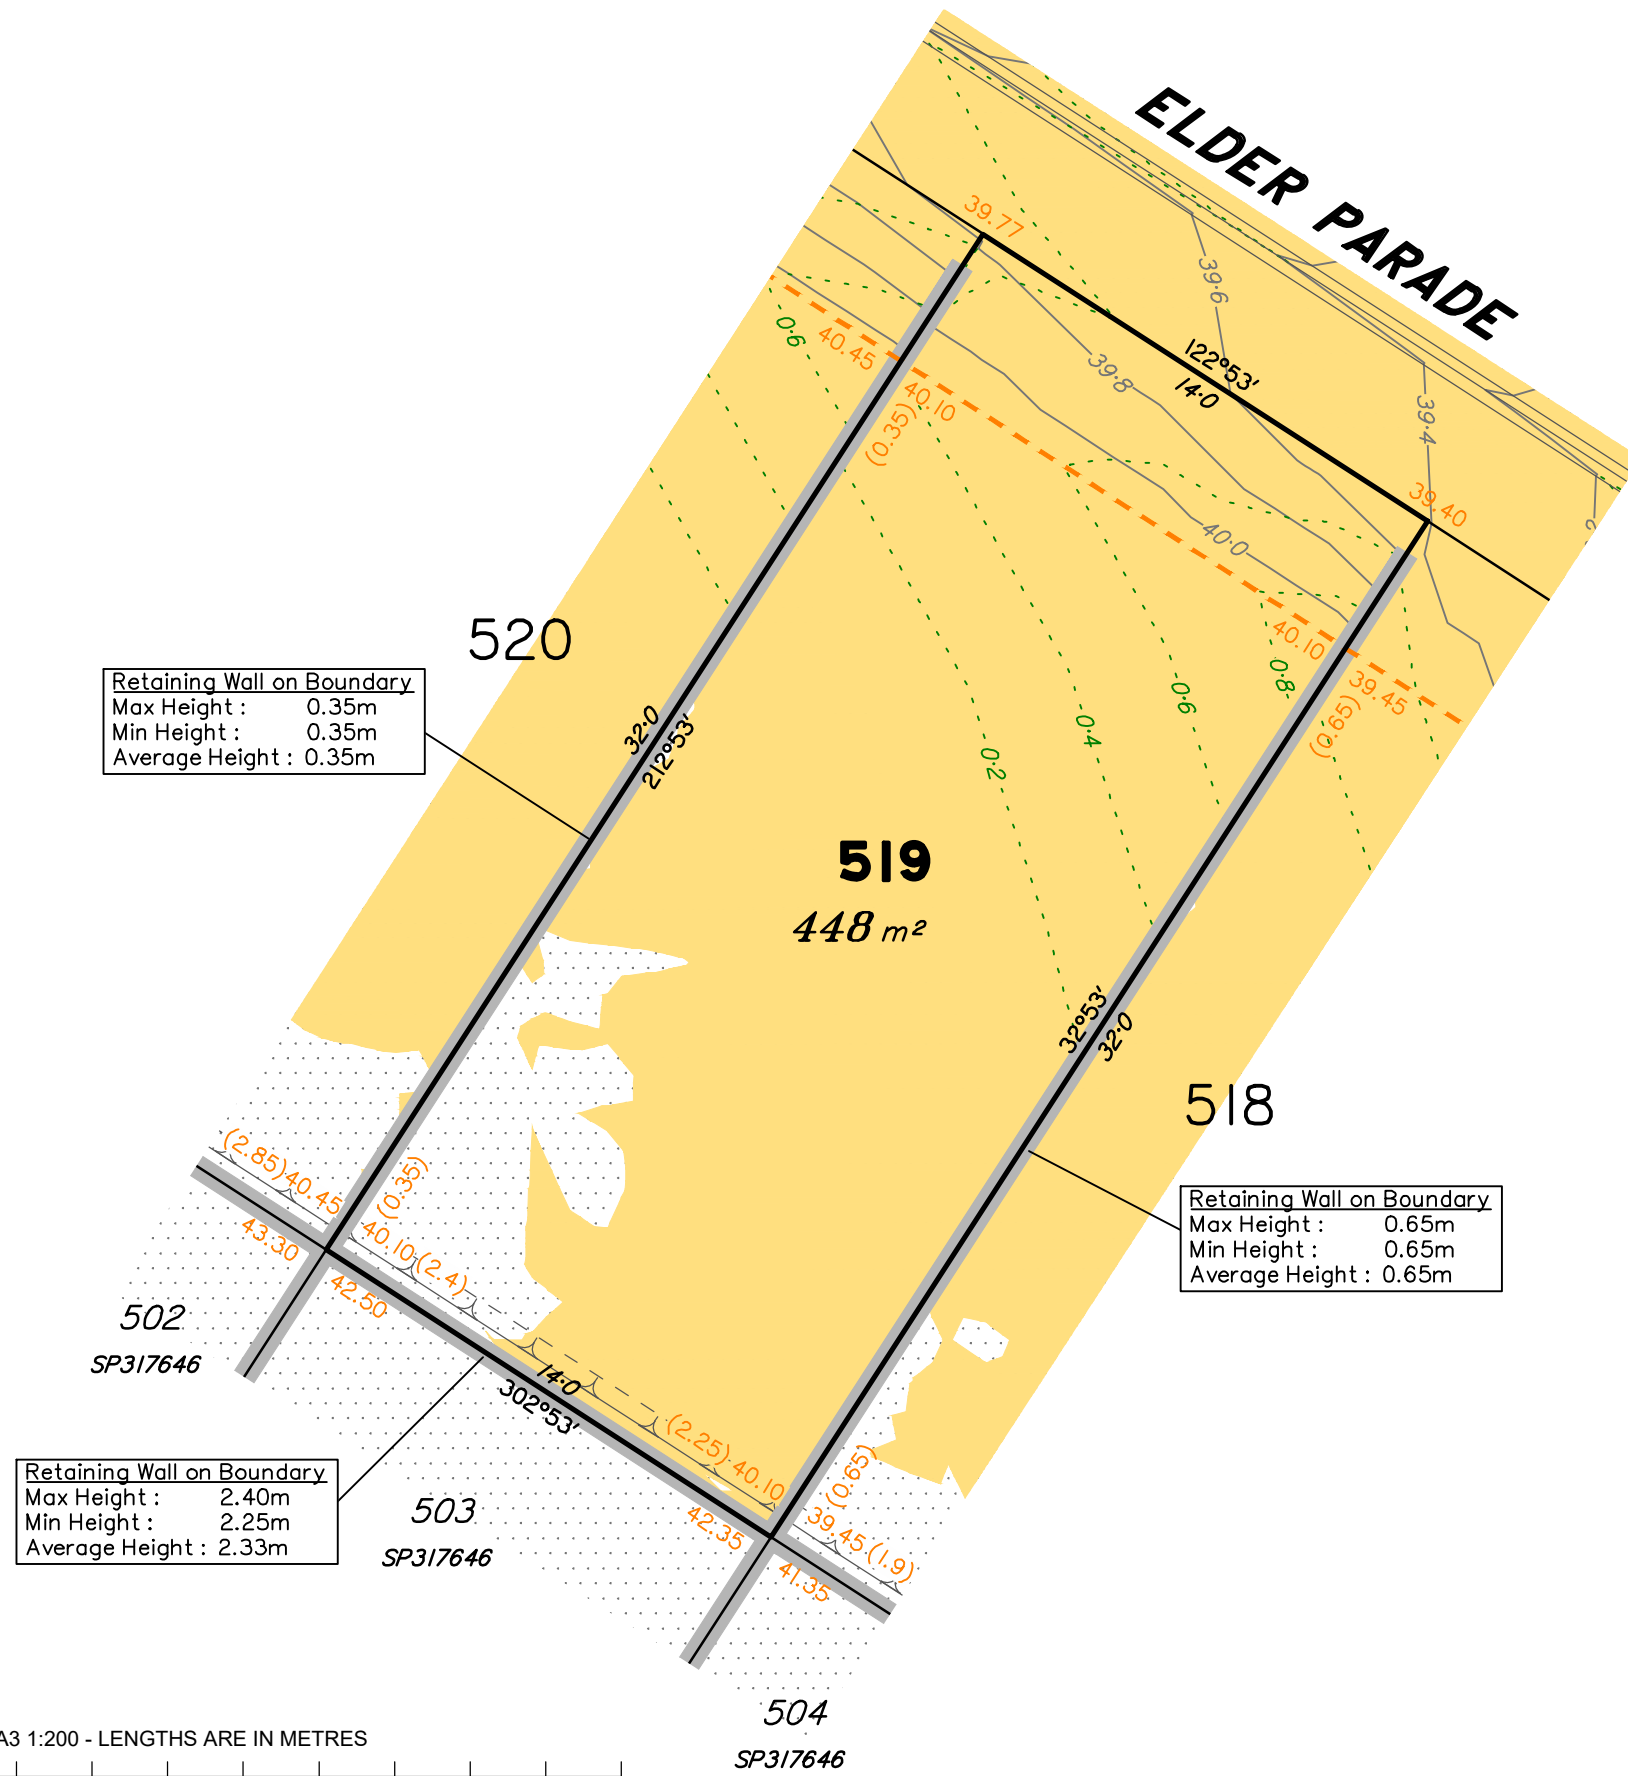 ELDER PARADE
39.77
39·6
40.45
0·6
40.10
(0.35)
39·8
122°53'
14·0
39·4
39.40
40·0
40.10
39.45
(0.65)
0·8
0·6
0·4
0·2
520
Retaining Wall on Boundary
Max Height : 0.35m
Min Height : 0.35m
Average Height : 0.35m
32·0
212°53'
519
448 m²
32°53'
32·0
518
Retaining Wall on Boundary
Max Height : 0.65m
Min Height : 0.65m
Average Height : 0.65m
(2.85) 40.45
(0.35)
43.30
40.10 (2.4)
42.50
502
SP317646
14·0
302°53'
(2.25) 40.10
(0.65)
42.35
39.45 (1.9)
41.35
Retaining Wall on Boundary
Max Height : 2.40m
Min Height : 2.25m
Average Height : 2.33m
503
SP317646
504
SP317646
A3 1:200 - LENGTHS ARE IN METRES